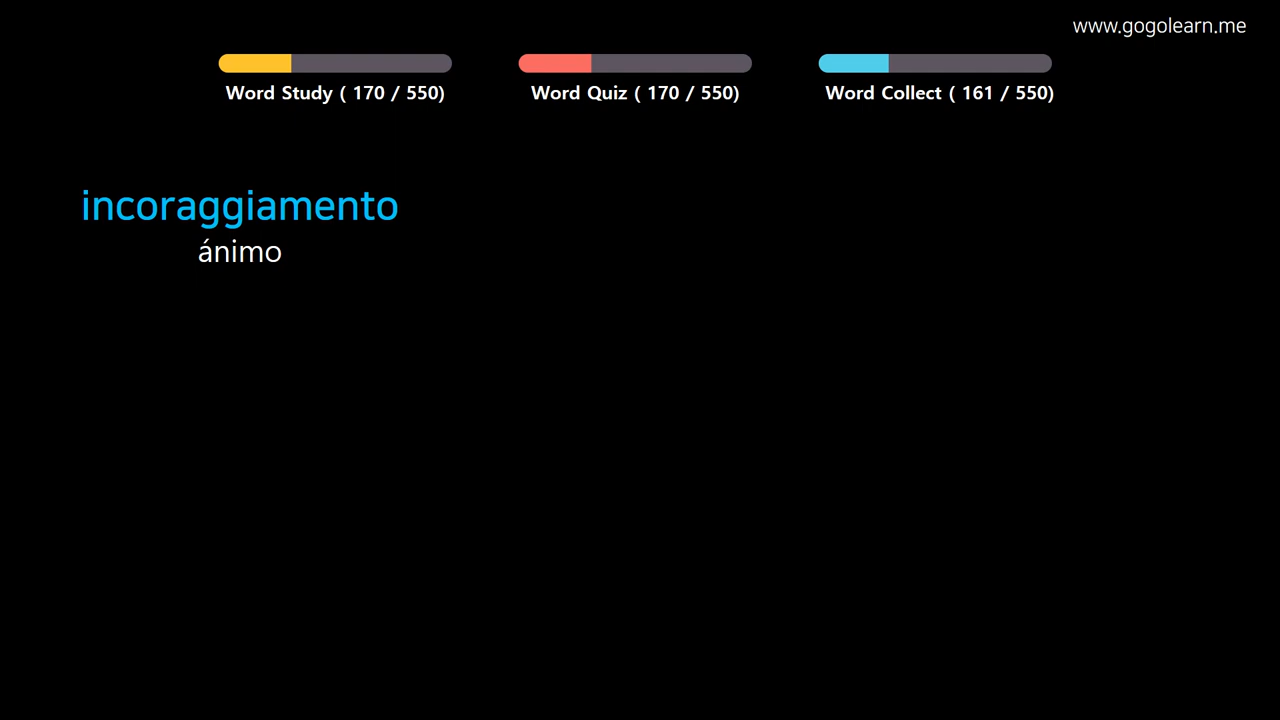 www.gogolearn.me
Word Study ( 170 / 550)
Word Quiz ( 170 / 550)
Word Collect ( 161 / 550)
incoraggiamento
ánimo